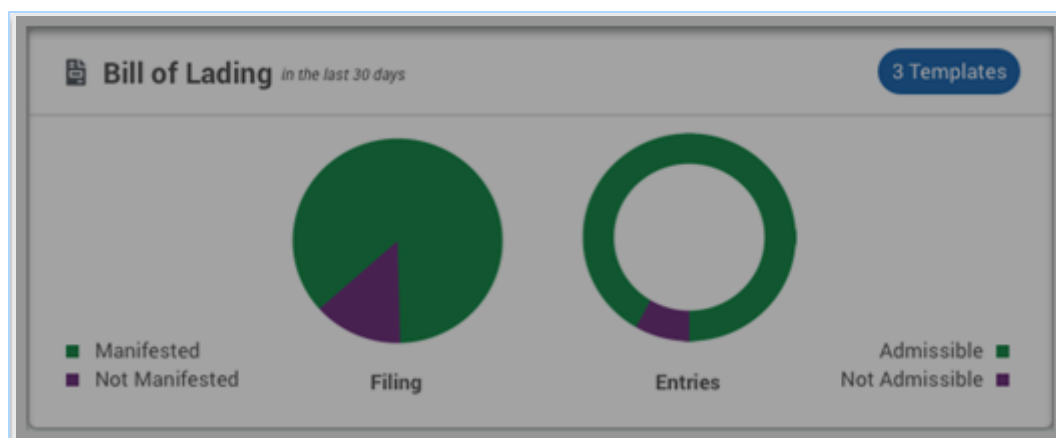 Bill of Lading in the last 30 days
3 Templates
Manifested
Not Manifested
Filing
Entries
Admissible
Not Admissible